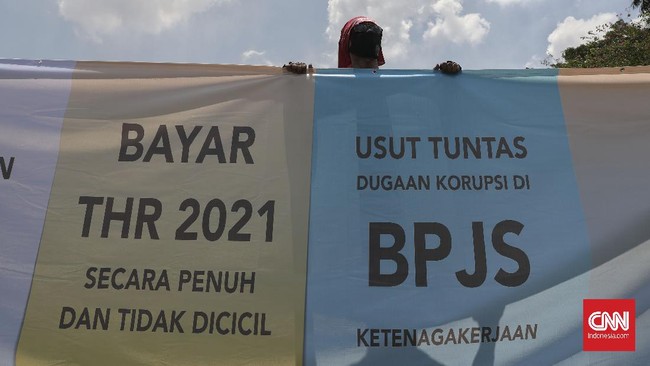 N
BAYAR
THR 2021
SECARA PENUH
DAN TIDAK DICICIL
USUT TUNTAS
DUGAAN KORUPSI DI
BPJS
KETENAGAKERJAAN
CNN
Indonesia.com